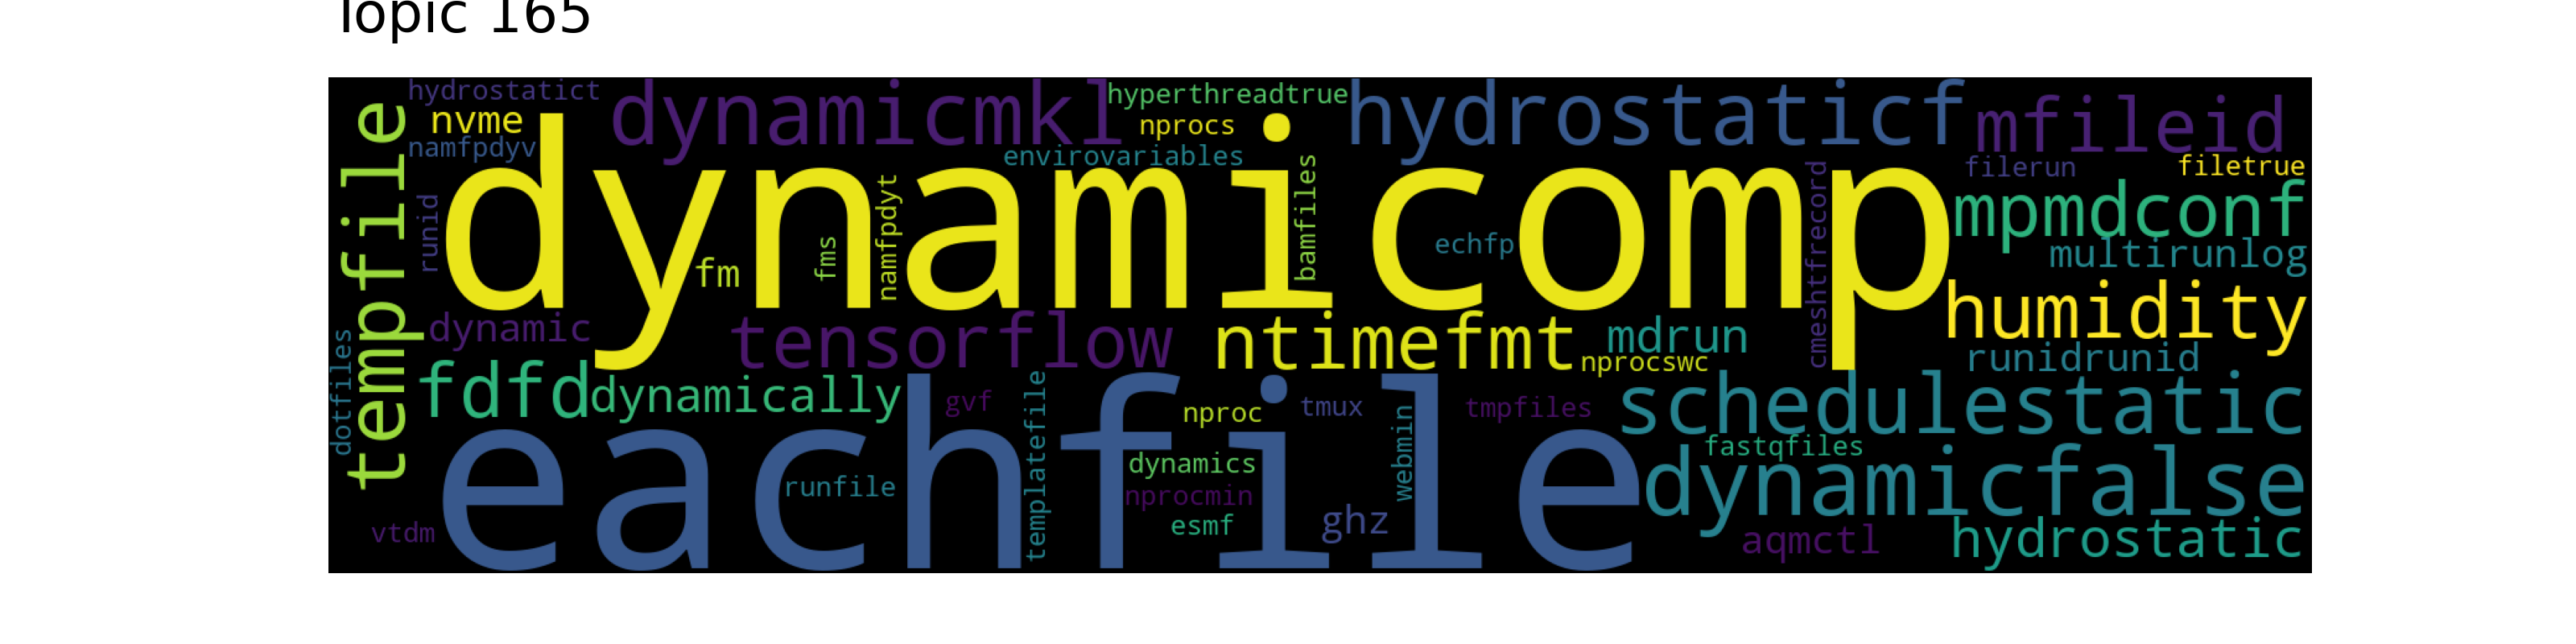 Topic 165
hydrostatict
dynamicmkl
hyperthreadtrue
hydrostaticf
mfileid
nvme
nprocs
namfpdyv
envirovariables
filerun
filetrue
tempfile
runid
dynamicomp
fm
fms
namfpdyt
bamfiles
echfp
cmeshtfrecord
mpmdconf
multirunlog
humidity
dynamic
tensorflow
ntimefmt
mdrun
nprocswc
runidrunid
dotfiles
fdfd
dynamically
gvf
templatefile
nproc
tmux
tmpfiles
schedulestatic
eachfile
runfile
dynamics
nprocmin
esmf
webmin
ghz
fastqfiles
dynamicfalse
vtdm
aqmctl
hydrostatic